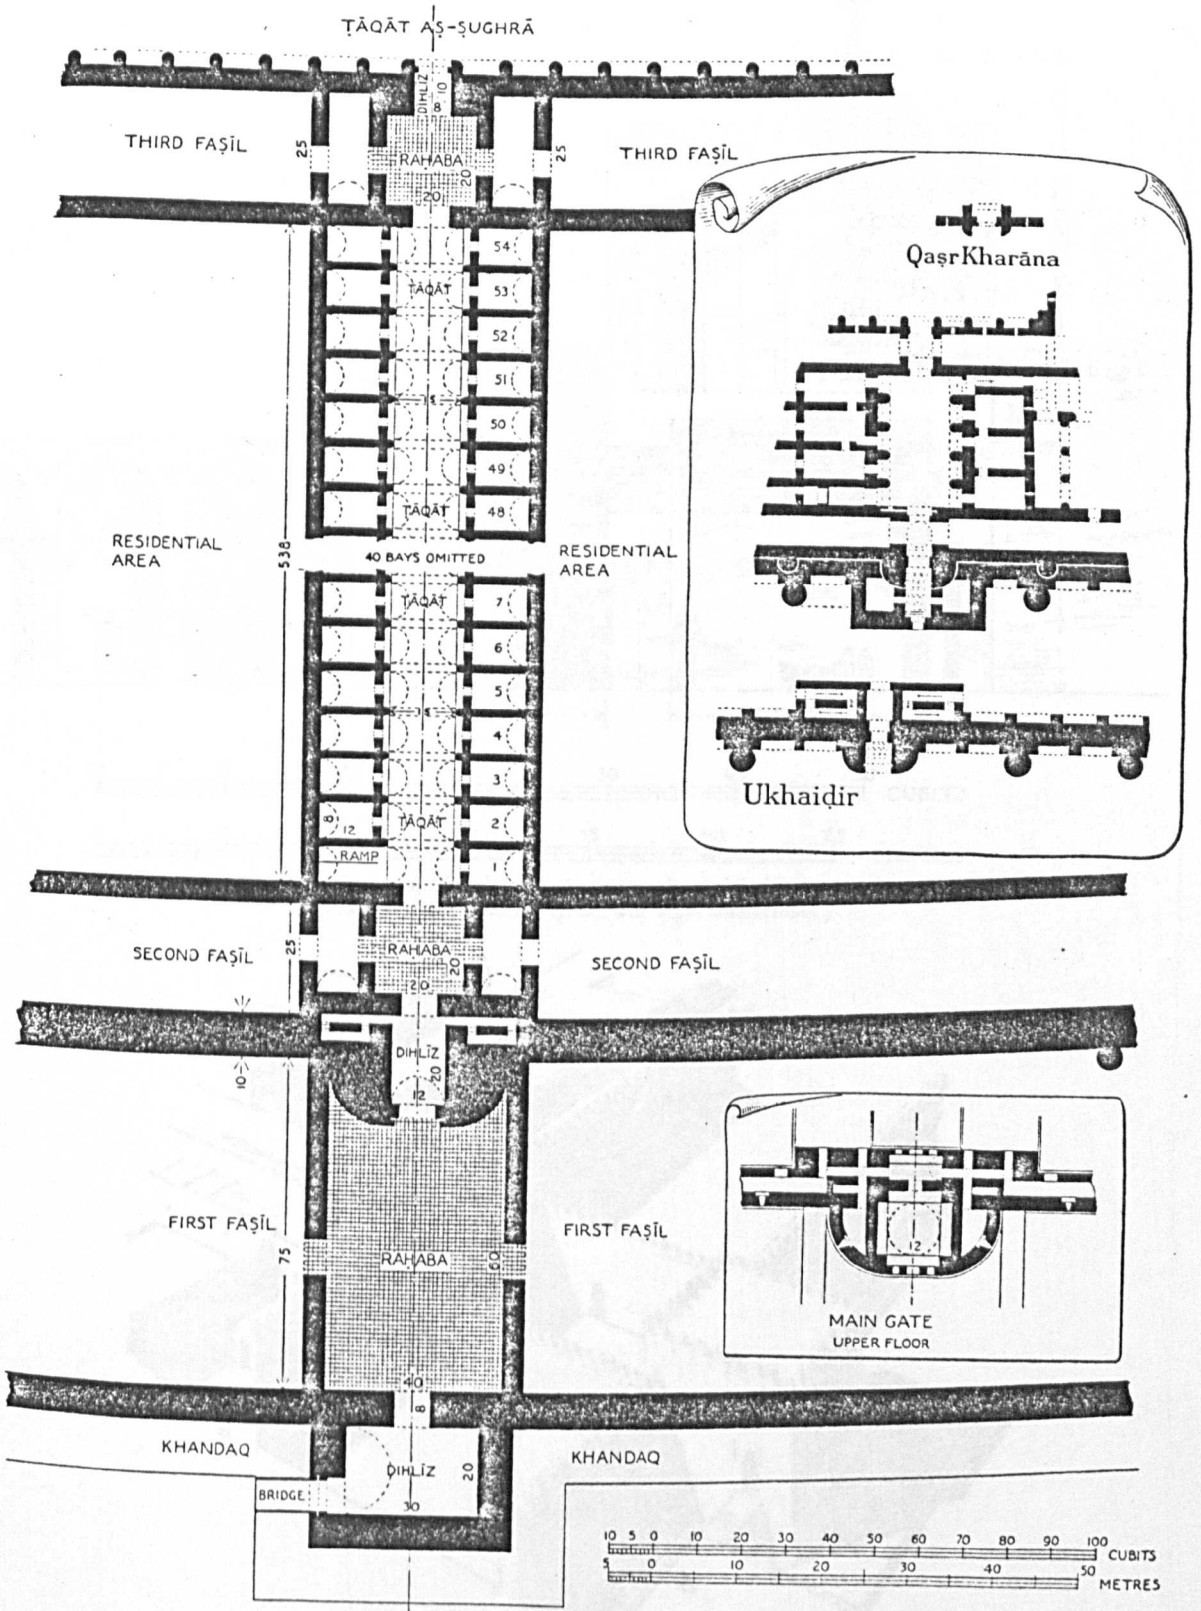 ṬĀQĀT AṢ-ṢUGHRĀ
DIHLĪZ
10
8
THIRD FAṢĪL
25
RAHABA
20
25
THIRD FAṢĪL
20
54
ṬĀQĀT
53
52
51
50
49
ṬĀQĀT
48
RESIDENTIAL
AREA
538
40 BAYS OMITTED
RESIDENTIAL
AREA
ṬĀQĀT
7
6
5
4
3
8
12
ṬĀQĀT
2
RAMP
1
SECOND FAṢĪL
25
RAHABA
20
SECOND FAṢĪL
20
10
DIHLĪZ
20
12
FIRST FAṢĪL
75
RAHABA
60
FIRST FAṢĪL
40
8
KHANDAQ
DIHLĪZ
20
KHANDAQ
BRIDGE
30
Qaṣr Kharāna
Ukhaiḍir
12
MAIN GATE
UPPER FLOOR
10 5 0 10 20 30 40 50 60 70 80 90 100 CUBITS
5 0 10 20 30 40 50 METRES